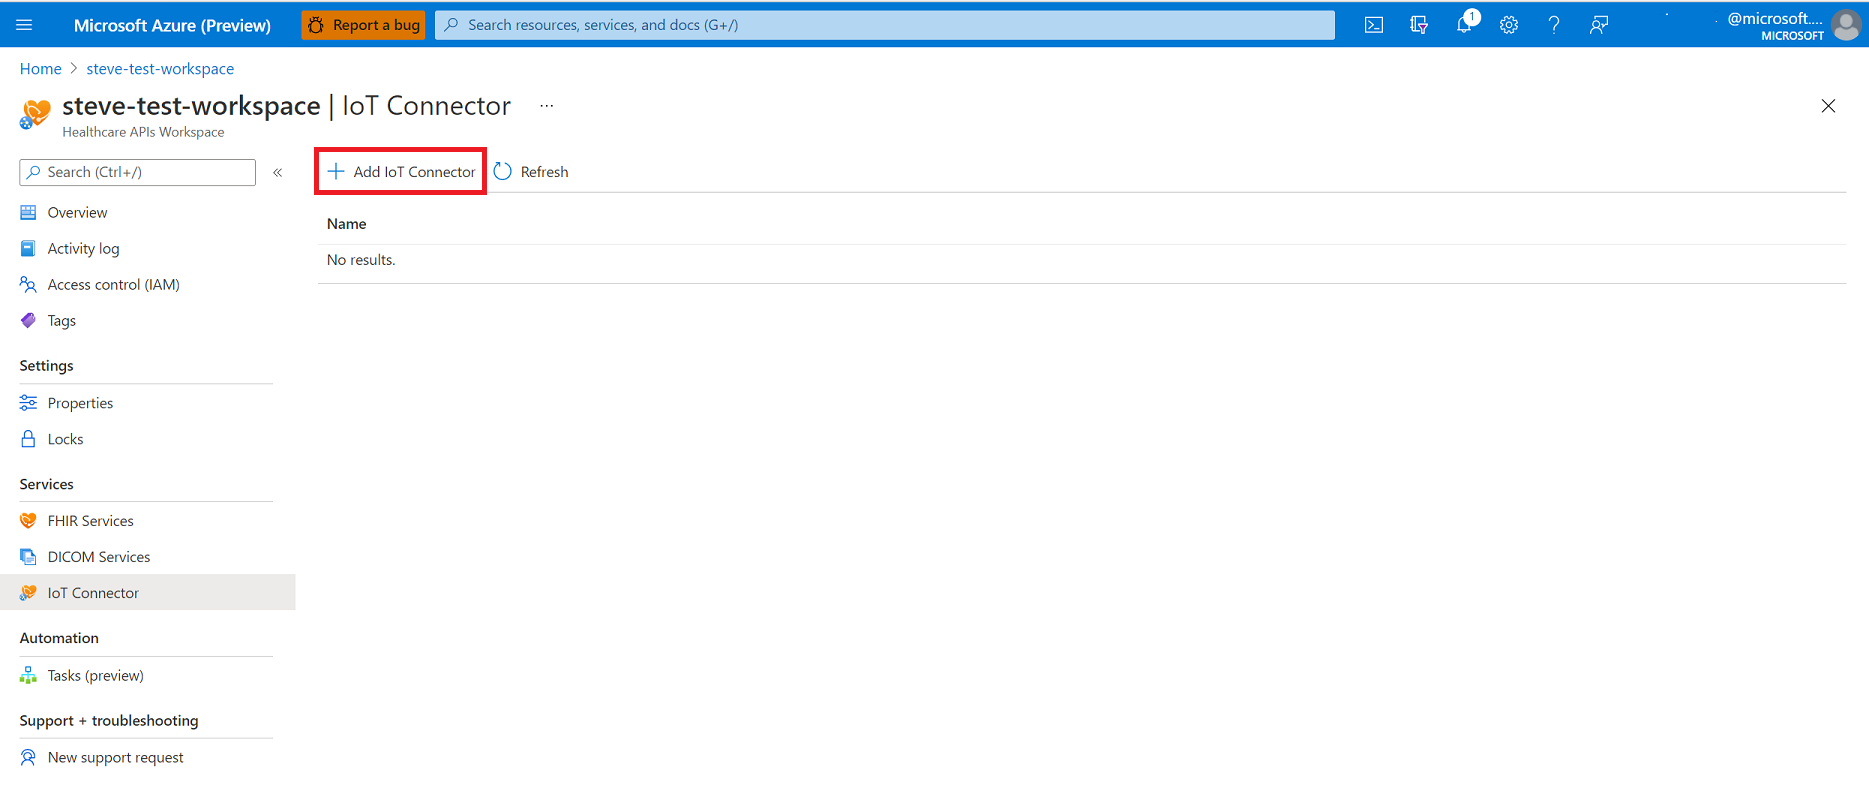 Microsoft Azure (Preview)
Report a bug
Search resources, services, and docs (G+/)
1
@microsoft....
MICROSOFT
Home > steve-test-workspace
steve-test-workspace | IoT Connector ...
Healthcare APIs Workspace
Search (Ctrl+/)
«
Add IoT Connector
Refresh
Name
No results.
Overview
Activity log
Access control (IAM)
Tags
Settings
Properties
Locks
Services
FHIR Services
DICOM Services
IoT Connector
Automation
Tasks (preview)
Support + troubleshooting
New support request